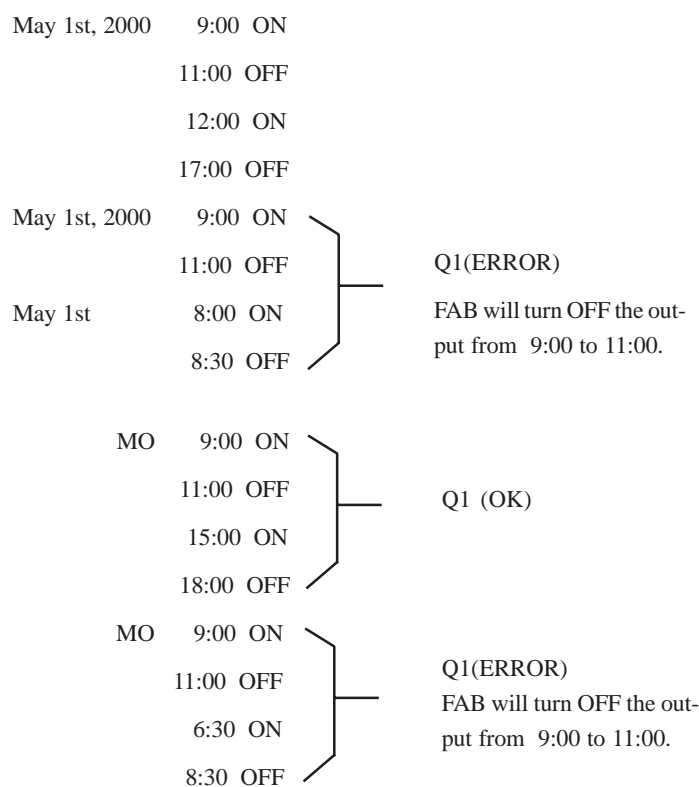 May 1st, 2000 9:00 ON
11:00 OFF
12:00 ON
17:00 OFF
May 1st, 2000 9:00 ON
11:00 OFF
May 1st 8:00 ON
8:30 OFF
Q1(ERROR)
FAB will turn OFF the out-
put from 9:00 to 11:00.
MO 9:00 ON
11:00 OFF
15:00 ON
18:00 OFF
Q1 (OK)
MO 9:00 ON
11:00 OFF
6:30 ON
8:30 OFF
Q1(ERROR)
FAB will turn OFF the out-
put from 9:00 to 11:00.